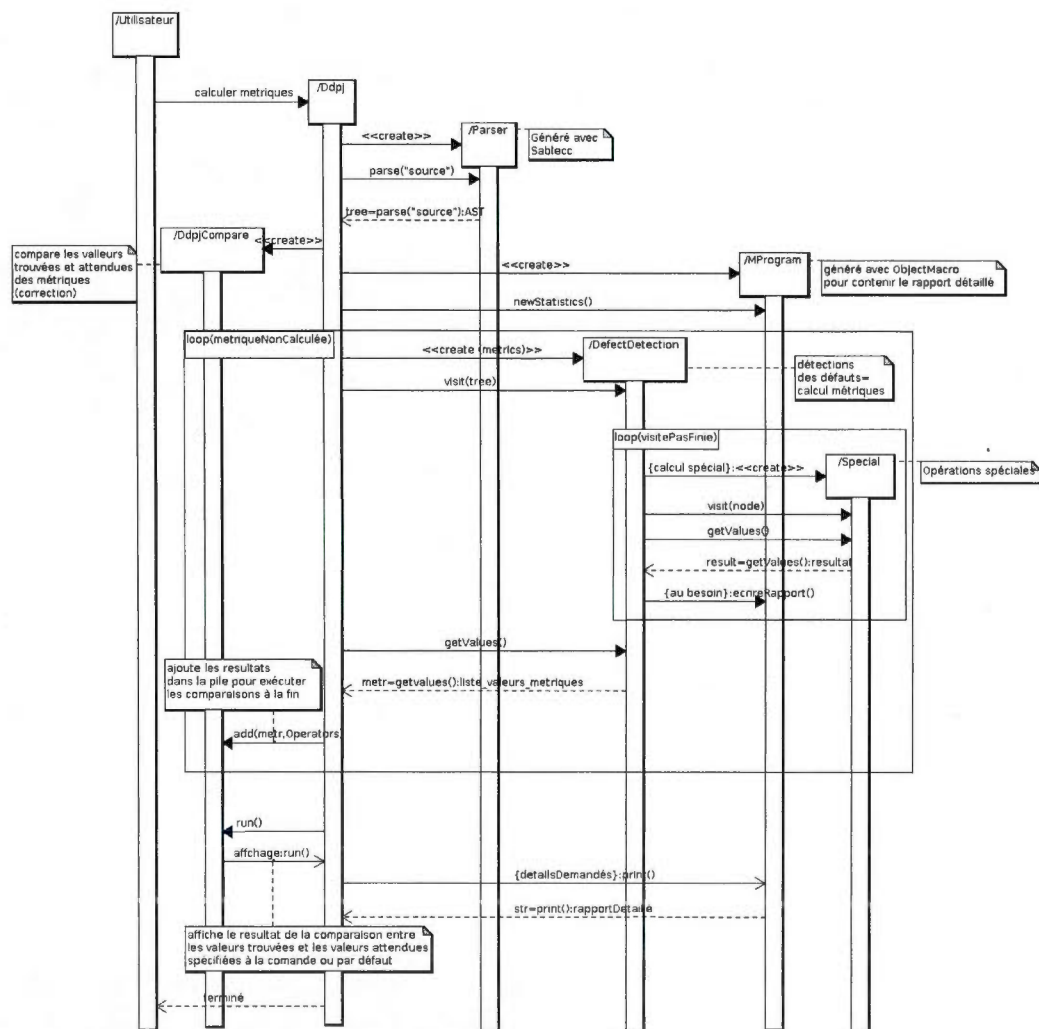 /Utilisateur
/Ddpj
calculer metriques
<<create>>
/Parser
Généré avec
Sablecc
parse("source")
tree=parse("source"):AST
/DdpjCompare
<<create>>
compare les valleurs
trouvées et attendues
des métriques
(correction)
<<create>>
/MProgram
généré avec ObjectMacro
pour contenir le rapport détaillé
newStatistics()
loop(metriqueNonCalculée)
<<create (metrics)>>
/DefectDetection
détections
des défauts=
calcul métriques
visit(tree)
loop(visitePasFinie)
{calcul spécial}:<<create>>
/Special
Opérations spéciales
visit(node)
getValues()
result=getValues():resultat
{au besoin}:ecrireRapport()
getValues()
ajoute les resultats
dans la pile pour exécuter
les comparaisons à la fin
metr=getvalues():liste_valeurs_metriques
add(metr,Operators)
run()
affchage:run()
{detailsDemandés}:print()
str=print():rapportDetaillé
affiche le resultat de la comparaison entre
les valeurs trouvées et les valeurs attendues
spécifiées à la comande ou par défaut
terminé